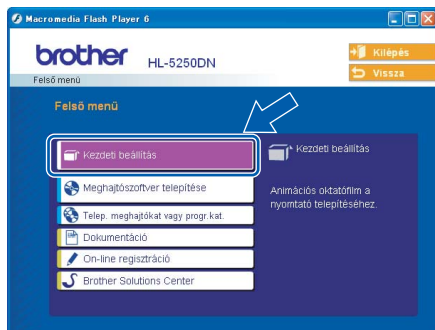 Macromedia Flash Player 6
brother
HL-5250DN
Kilépés
Vissza
Felső menü
Felső menü
Kezdeti beállítás
Meghajtószoftver telepítése
Telep. meghajtókat vagy progr.kat.
Dokumentáció
On-line regisztráció
Brother Solutions Center
Kezdeti beállítás
Animációs oktatófilm a
nyomtató telepítéséhez.